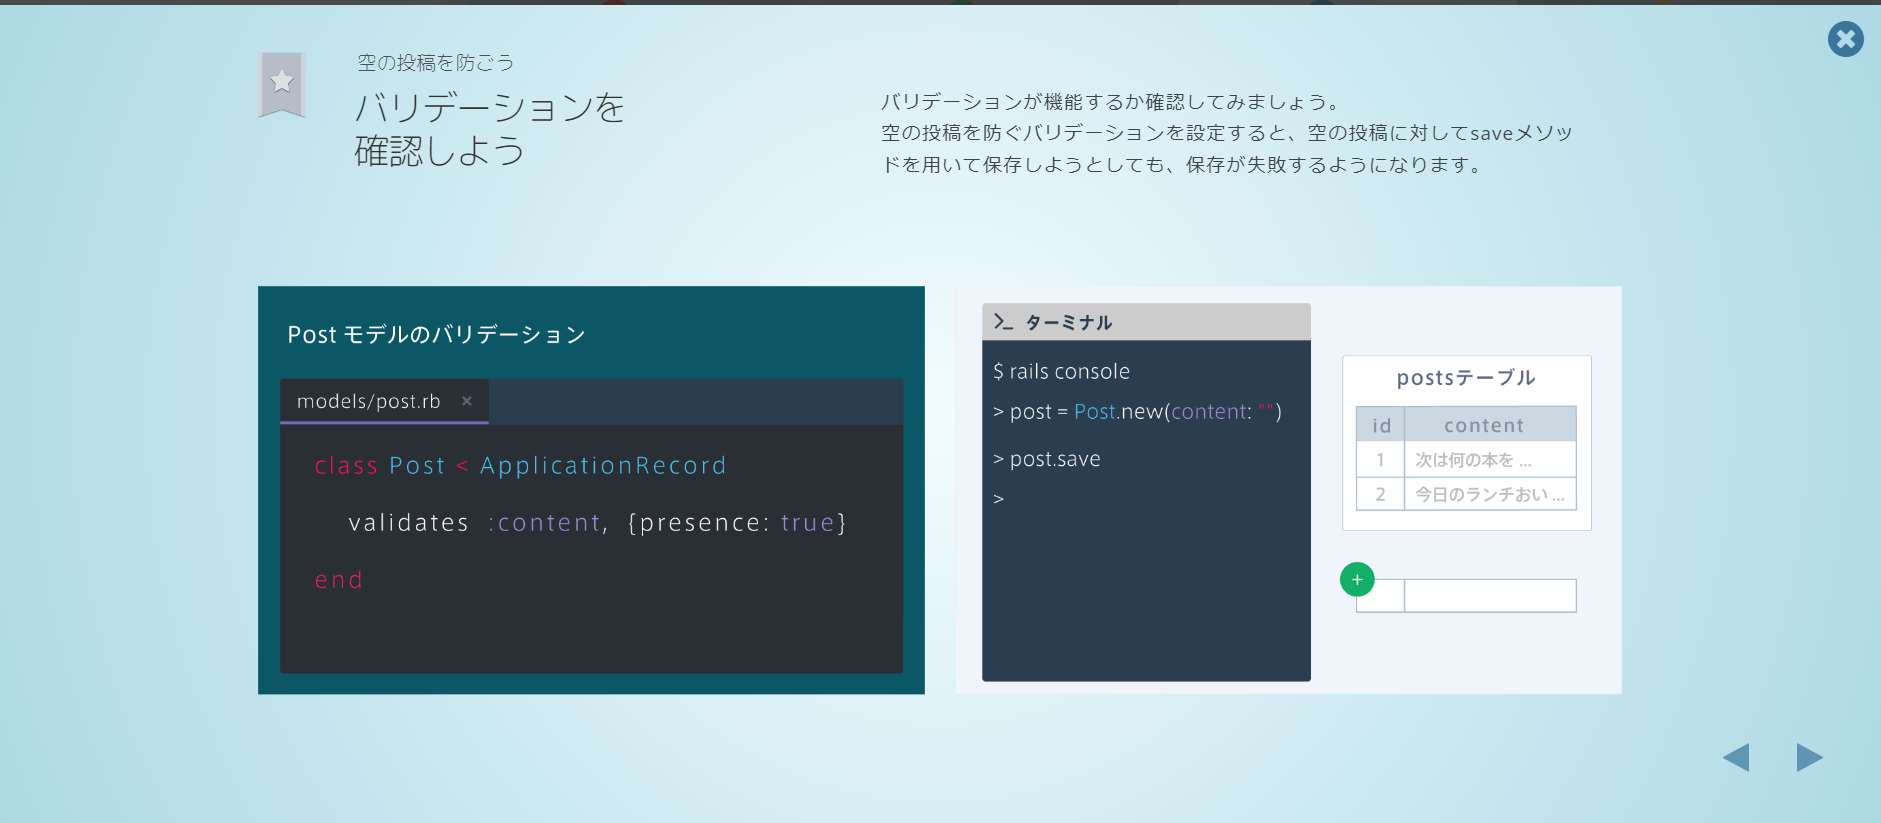 空の投稿を防ごう
バリデーションを
確認しよう
バリデーションが機能するか確認してみましょう。
空の投稿を防ぐバリデーションを設定すると、空の投稿に対してsaveメソッ
ドを用いて保存しようとしても、保存が失敗するようになります。
Post モデルのバリデーション
models/post.rb ×
class Post < ApplicationRecord
validates :content, {presence: true}
end
>_ ターミナル
$ rails console
> post = Post.new(content: "")
> post.save
>
postsテーブル
id content
1 次は何の本を ...
2 今日のランチおい ...
+